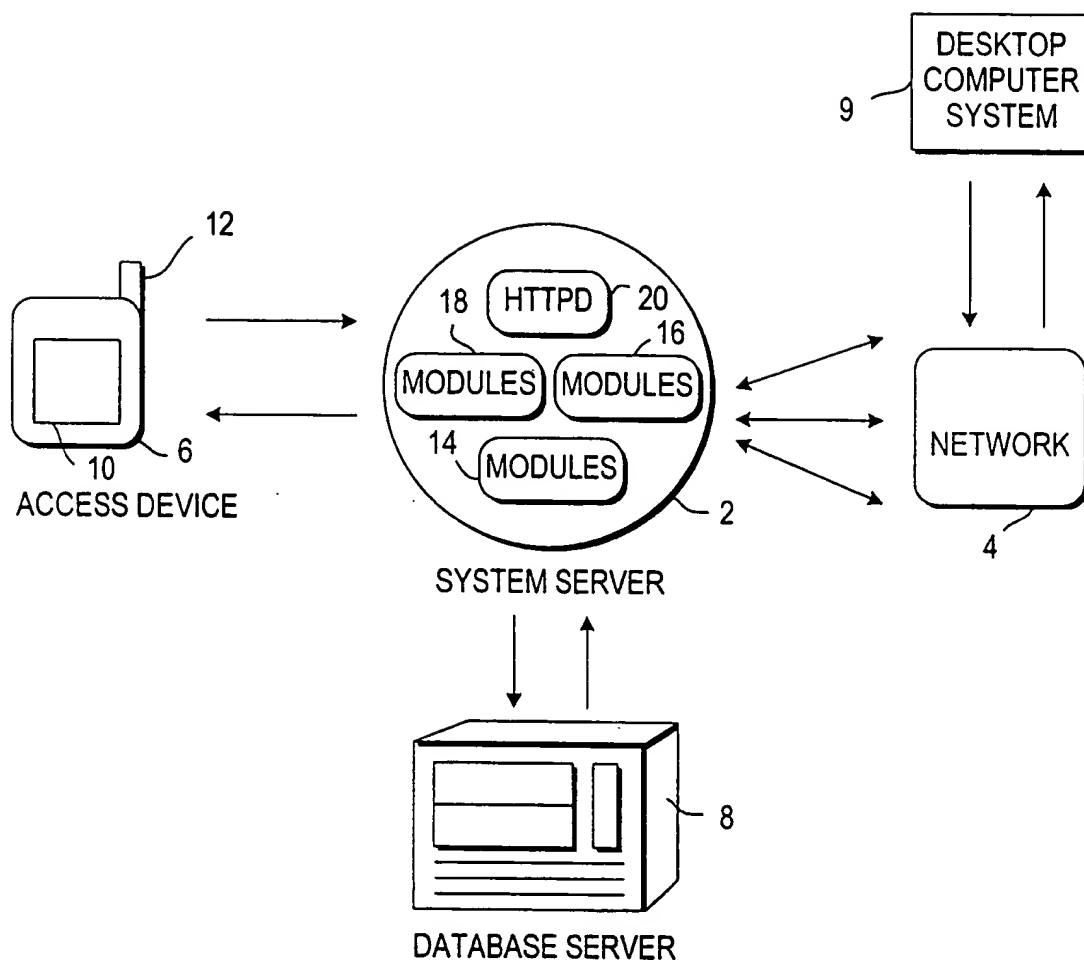 DESKTOP
COMPUTER
SYSTEM
9
12
HTTPD
20
18
16
MODULES
MODULES
14
MODULES
NETWORK
10
6
ACCESS DEVICE
2
4
SYSTEM SERVER
8
DATABASE SERVER